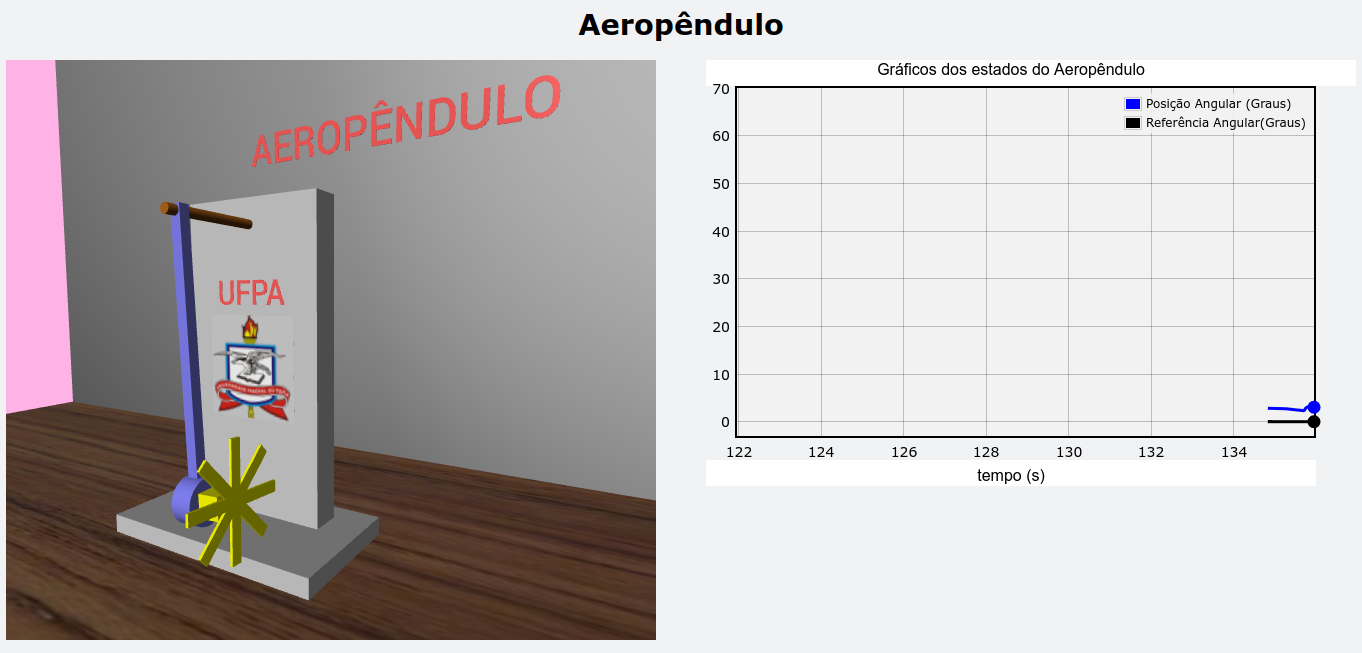 Aeropêndulo
AEROPÊNDULO
UFPA
Gráficos dos estados do Aeropêndulo
Posição Angular (Graus)
Referência Angular(Graus)
70
60
50
40
30
20
10
0
122 124 126 128 130 132 134
tempo (s)